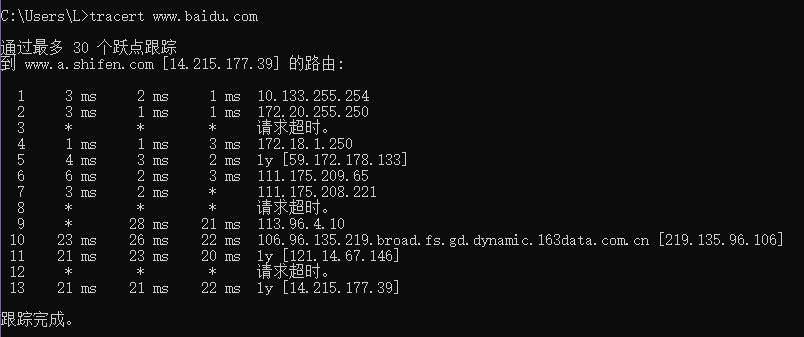 C:\Users\L>tracert www.baidu.com
通过最多 30 个跃点跟踪
到 www.a.shifen.com [14.215.177.39] 的路由:
1 3 ms 2 ms 1 ms 10.133.255.254
2 3 ms 1 ms 1 ms 172.20.255.250
3 * * * 请求超时。
4 1 ms 1 ms 3 ms 172.18.1.250
5 4 ms 3 ms 2 ms 1y [59.172.178.133]
6 6 ms 2 ms 3 ms 111.175.209.65
7 3 ms 2 ms * 111.175.208.221
8 * * * 请求超时。
9 * 28 ms 21 ms 113.96.4.10
10 23 ms 26 ms 22 ms 106.96.135.219.broad.fs.gd.dynamic.163data.com.cn [219.135.96.106]
11 21 ms 23 ms 20 ms 1y [121.14.67.146]
12 * * * 请求超时。
13 21 ms 21 ms 22 ms 1y [14.215.177.39]
跟踪完成。